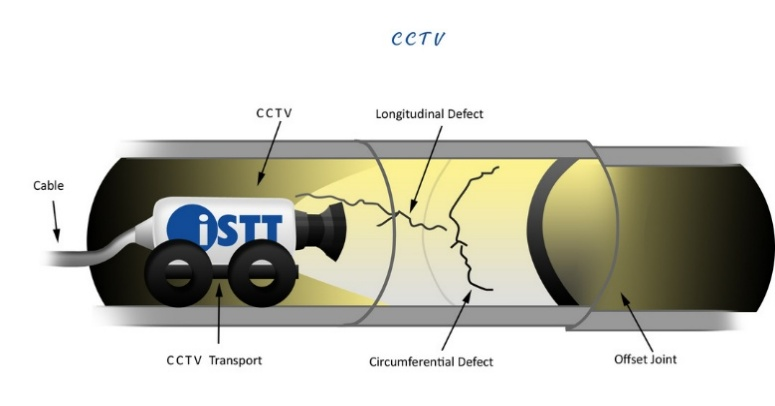 CCTV
CCTV
Longitudinal Defect
Cable
iSTT
CCTV Transport
Circumferential Defect
Offset Joint